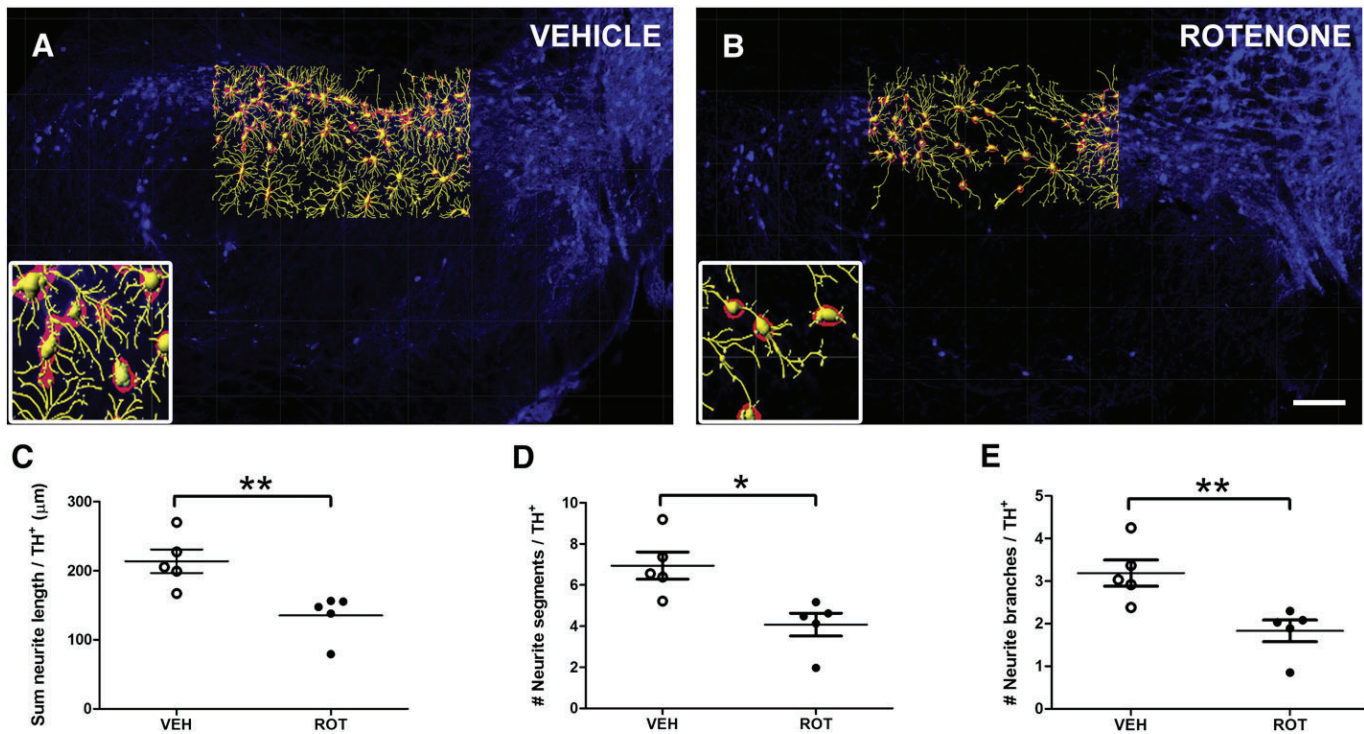 A
VEHICLE
B
ROTENONE
C
Sum neurite length / TH⁺ (µm)
300
200
100
0
**
VEH
ROT
D
# Neurite segments / TH⁺
10
8
6
4
2
0
*
VEH
ROT
E
# Neurite branches / TH⁺
5
4
3
2
1
0
**
VEH
ROT